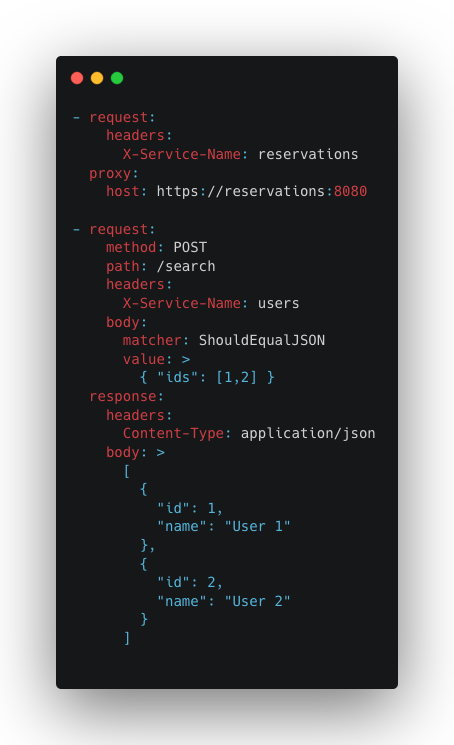 - request:
    headers:
      X-Service-Name: reservations
  proxy:
    host: https://reservations:8080

- request:
    method: POST
    path: /search
    headers:
      X-Service-Name: users
    body:
      matcher: ShouldEqualJSON
      value: >
        { "ids": [1,2] }
  response:
    headers:
      Content-Type: application/json
    body: >
      [
        {
          "id": 1,
          "name": "User 1"
        },
        {
          "id": 2,
          "name": "User 2"
        }
      ]